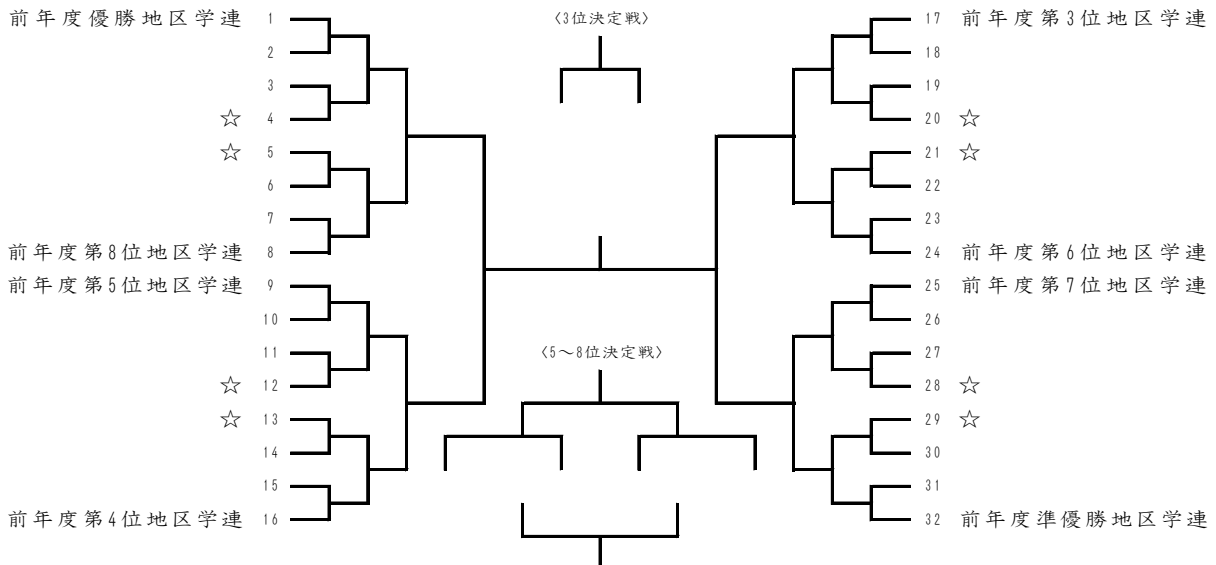 前年度優勝地区学連 1
2
3
☆ 4
☆ 5
6
7
前年度第8位地区学連 8
前年度第5位地区学連 9
10
11
☆ 12
☆ 13
14
15
前年度第4位地区学連 16
〈3位決定戦〉
〈5～8位決定戦〉
17 前年度第3位地区学連
18
19
20 ☆
21 ☆
22
23
24 前年度第6位地区学連
25 前年度第7位地区学連
26
27
28 ☆
29 ☆
30
31
32 前年度準優勝地区学連